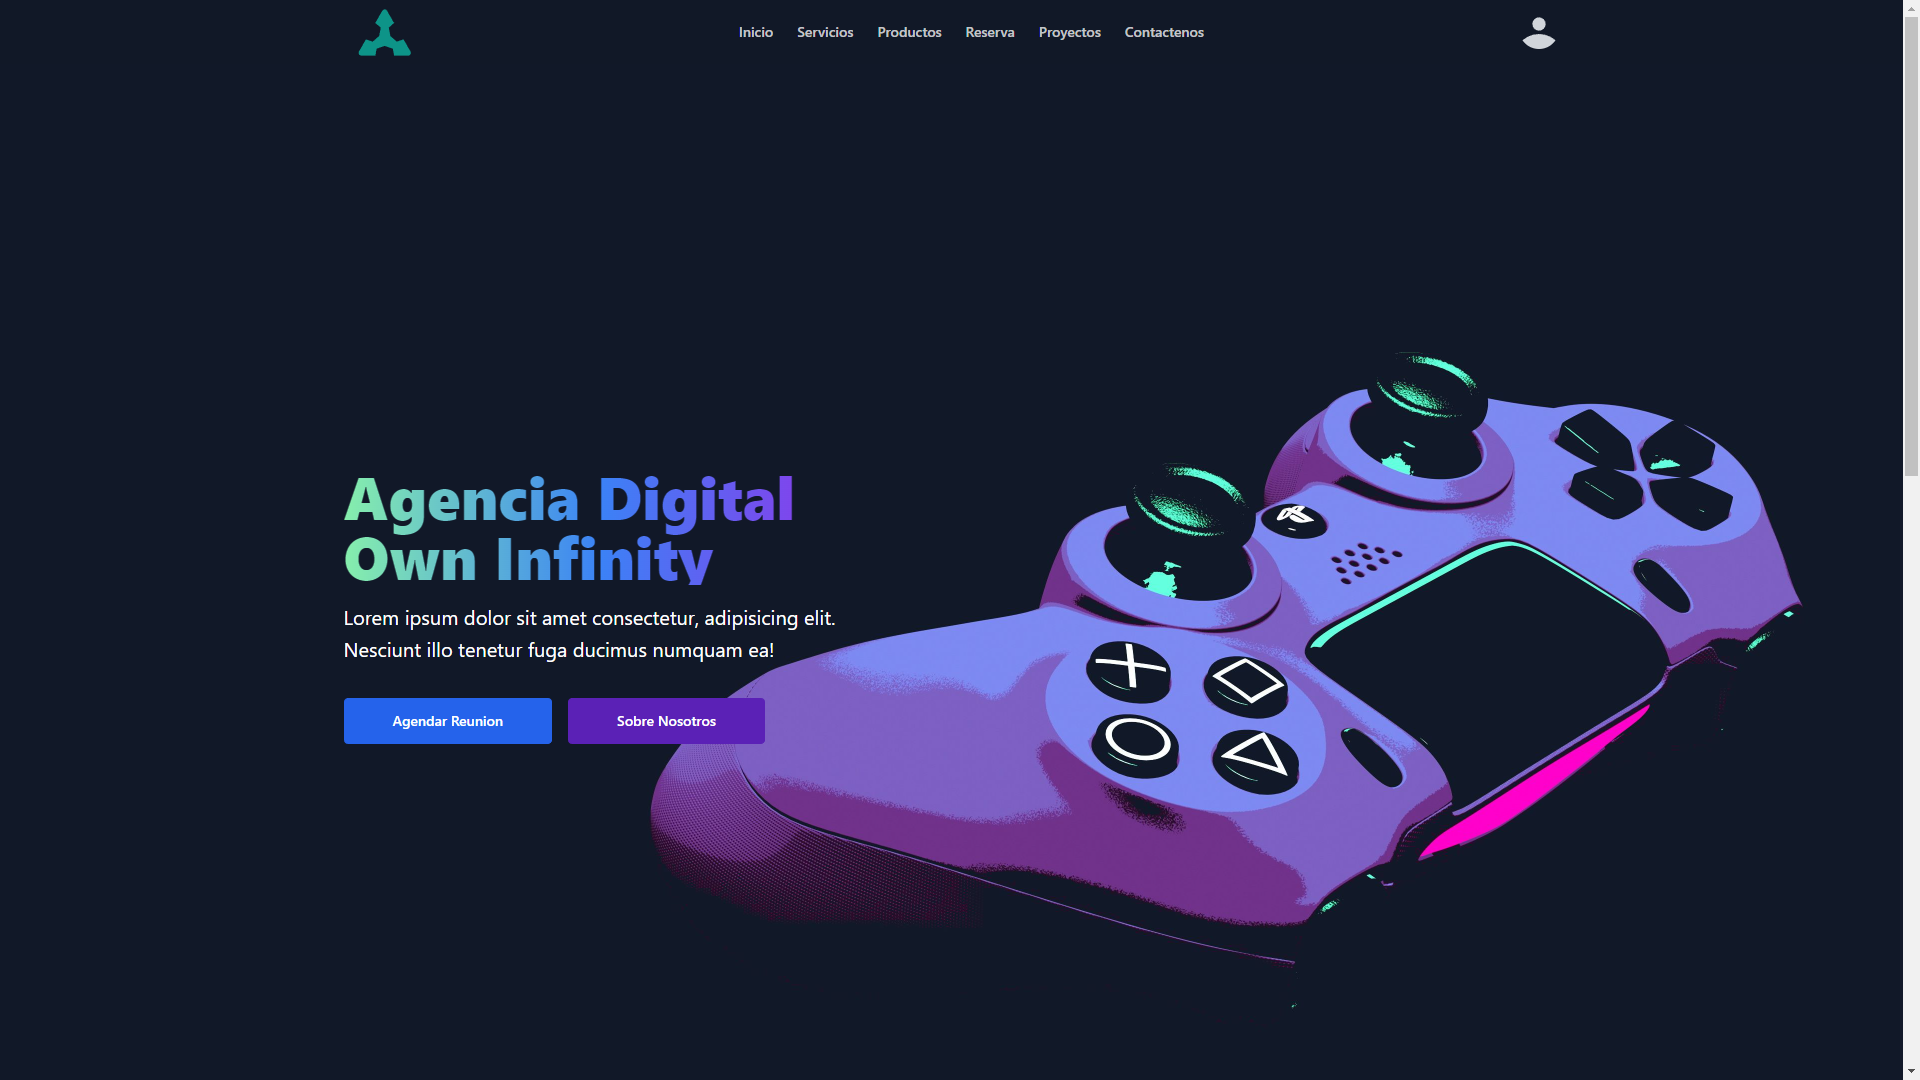 Inicio Servicios Productos Reserva Proyectos Contactenos
Agencia Digital
Own Infinity
Lorem ipsum dolor sit amet consectetur, adipisicing elit.
Nesciunt illo tenetur fuga ducimus numquam ea!
Agendar Reunion Sobre Nosotros